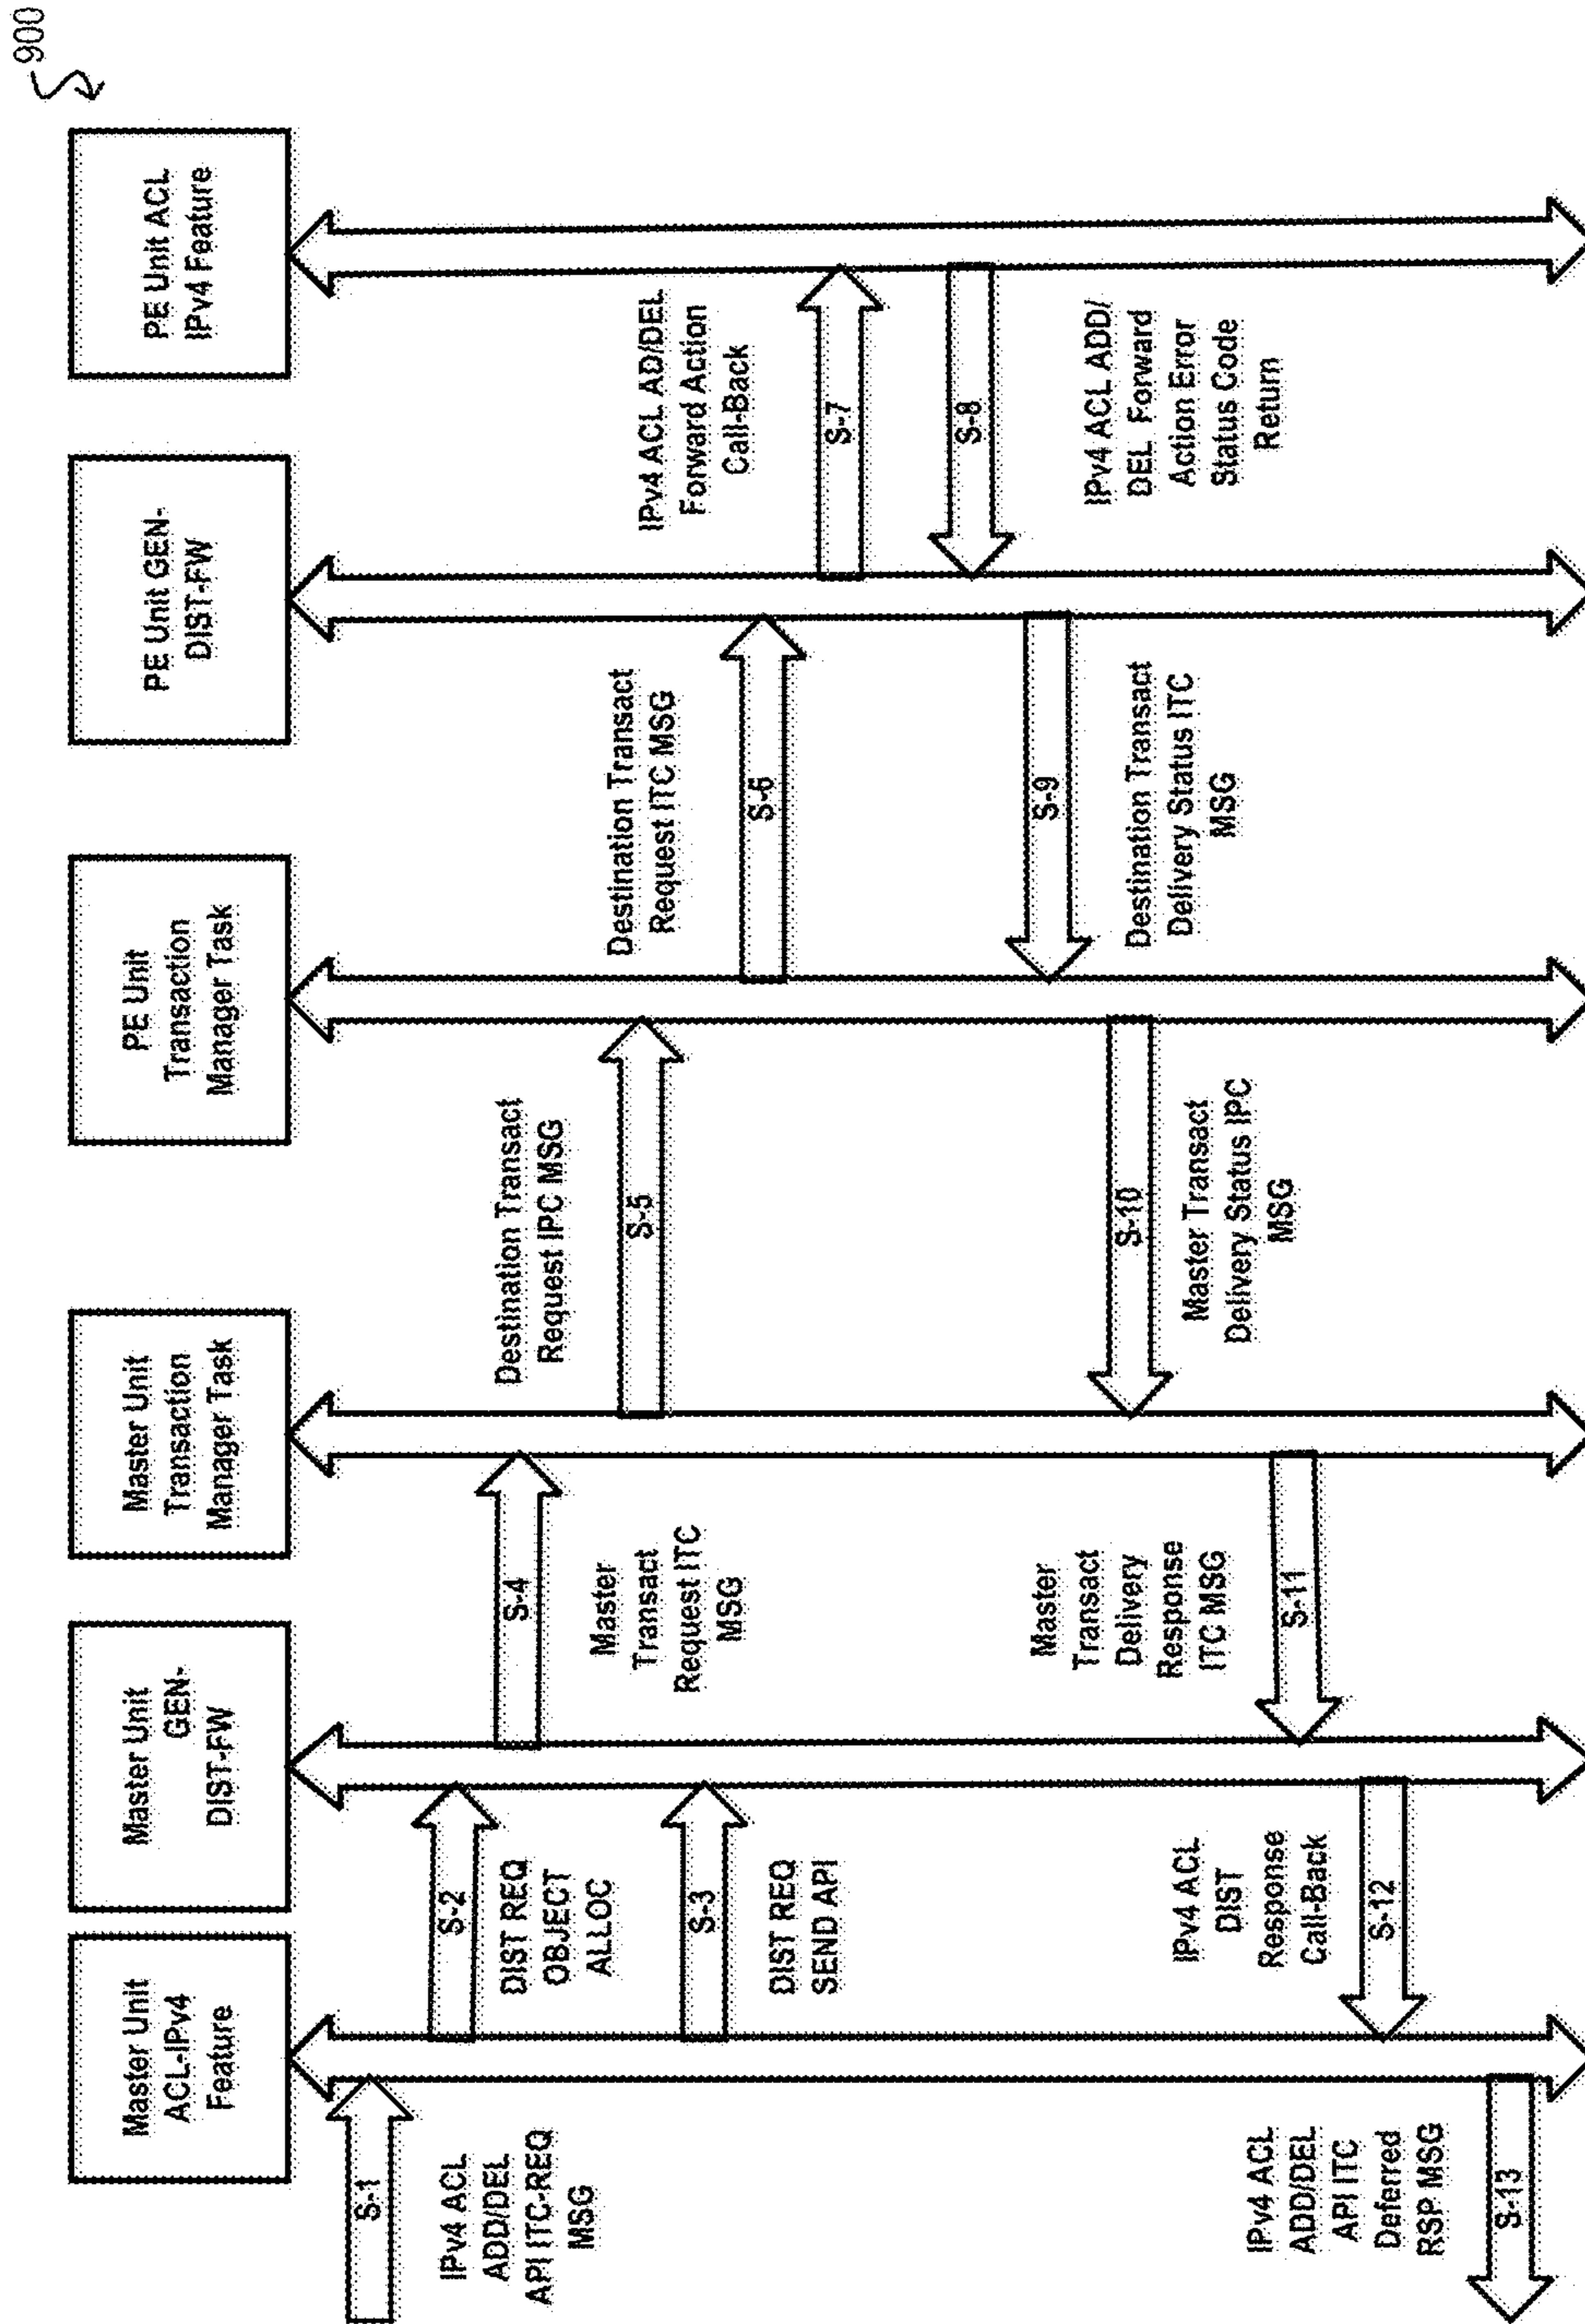 900
Master Unit
ACL-IPv4
Feature
Master Unit
GEN-
DIST-FW
Master Unit
Transaction
Manager Task
PE Unit
Transaction
Manager Task
PE Unit GEN-
DIST-FW
PE Unit ACL
IPv4 Feature
S-1
IPv4 ACL
ADD/DEL
API ITC-REQ
MSG
S-2
DIST REQ
OBJECT
ALLOC
S-3
DIST REQ
SEND API
S-4
Master
Transact
Request ITC
MSG
Destination Transact
Request IPC MSG
S-5
Destination Transact
Request ITC MSG
S-6
IPv4 ACL AD/DEL
Forward Action
Call-Back
S-7
S-8
IPv4 ACL ADD/
DEL Forward
Action Error
Status Code
Return
S-9
Destination Transact
Delivery Status ITC
MSG
S-10
Master Transact
Delivery Status IPC
MSG
Master
Transact
Delivery
Response
ITC MSG
S-11
IPv4 ACL
DIST
Response
Call-Back
S-12
IPv4 ACL
ADD/DEL
API ITC
Deferred
RSP MSG
S-13